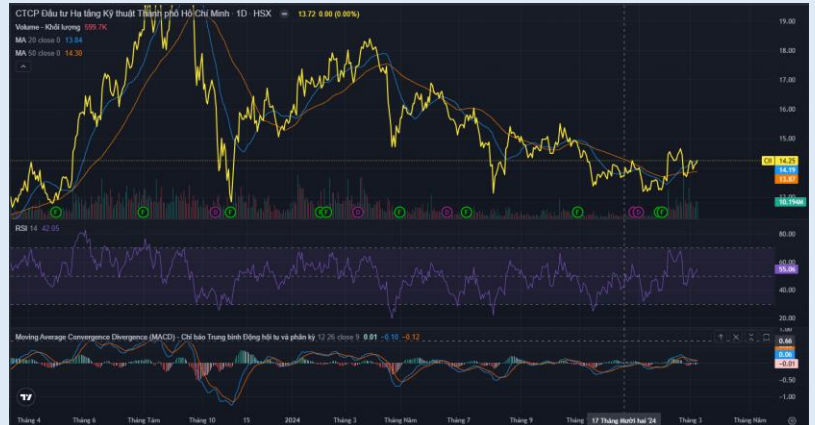 CTCP Đầu tư Hạ tầng Kỹ thuật Thành phố Hồ Chí Minh · 1D · HSX 13.72 0.00 (0.00%)
Volume - Khối lượng 599.7K
MA 20 close 0 13.84
MA 50 close 0 14.30
19.00
18.00
17.00
16.00
15.00
CII 14.25
14.19
13.87
10.194M
F F D F F D F D F F D F
RSI 14 42.05
80.00
55.06
40.00
20.00
Moving Average Convergence Divergence (MACD) - Chỉ báo Trung bình Động hội tụ và phân kỳ 12 26 close 9 0.01 -0.10 -0.12
0.66
0.06
-0.01
-0.50
-1.00
Tháng 4 Tháng 6 Tháng Tám Tháng 10 15 2024 Tháng 3 Tháng Năm Tháng 7 Tháng 9 Tháng 17 Tháng Mười hai '24 Tháng 3 Tháng Năm